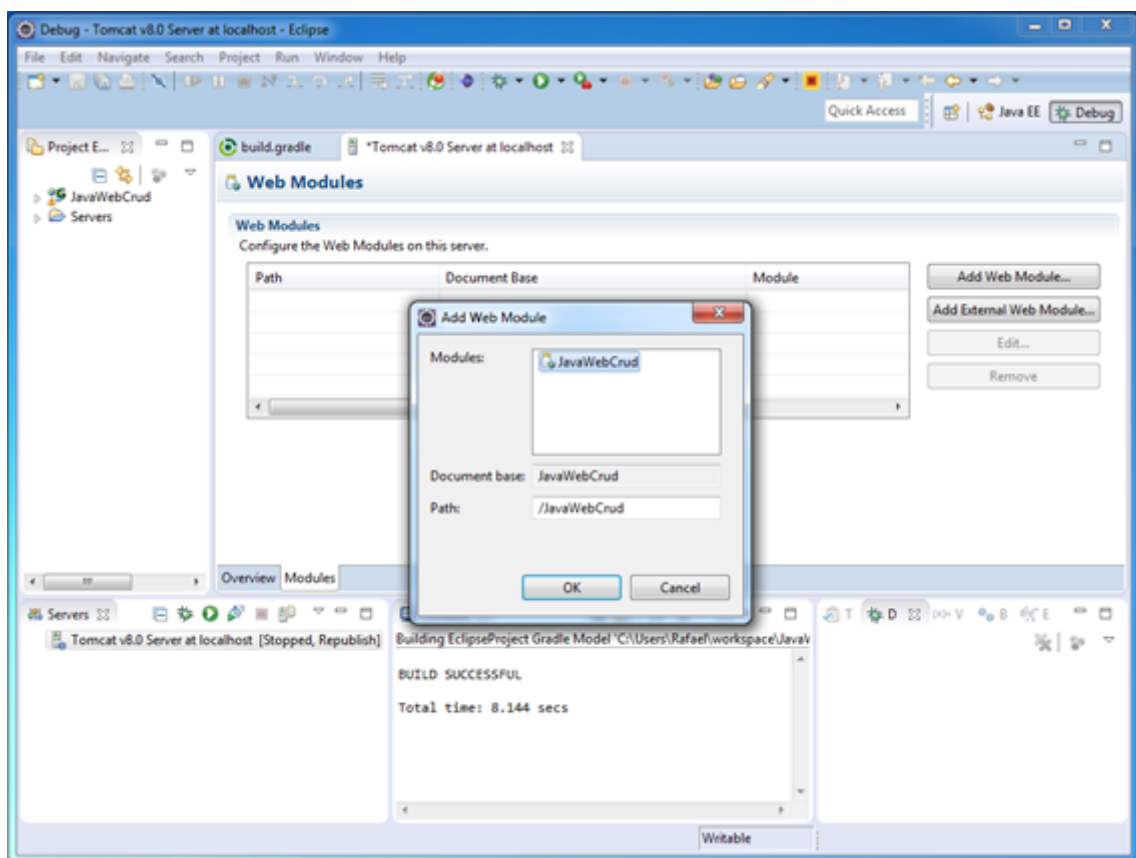 Debug - Tomcat v8.0 Server at localhost - Eclipse
File Edit Navigate Search Project Run Window Help
Quick Access Java EE Debug
Project E... build.gradle *Tomcat v8.0 Server at localhost
Web Modules
JavaWebCrud
Servers
Web Modules
Configure the Web Modules on this server.
Path Document Base Module Add Web Module...
Add External Web Module...
Edit...
Remove
Add Web Module
Modules: JavaWebCrud
Document base: JavaWebCrud
Path: /JavaWebCrud
OK Cancel
Overview Modules
Servers T D V B E
Tomcat v8.0 Server at localhost [Stopped, Republish]
Building EclipseProject Gradle Model 'C:\Users\Rafael\workspace\JavaW
BUILD SUCCESSFUL
Total time: 8.144 secs
Writable